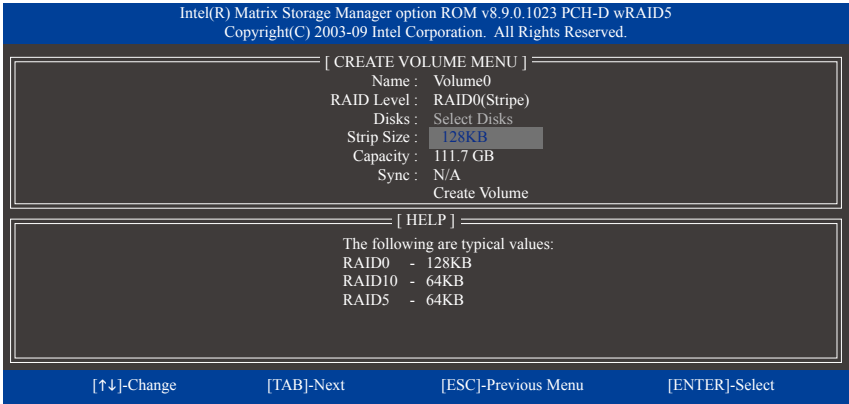 Intel(R) Matrix Storage Manager option ROM v8.9.0.1023 PCH-D wRAID5
Copyright(C) 2003-09 Intel Corporation.  All Rights Reserved.
[ CREATE VOLUME MENU ]
Name :  Volume0
RAID Level :  RAID0(Stripe)
Disks :  Select Disks
Strip Size :  128KB
Capacity :  111.7 GB
Sync :  N/A
Create Volume
[ HELP ]
The following are typical values:
RAID0  -  128KB
RAID10  -  64KB
RAID5  -  64KB
[↑↓]-Change  [TAB]-Next  [ESC]-Previous Menu  [ENTER]-Select